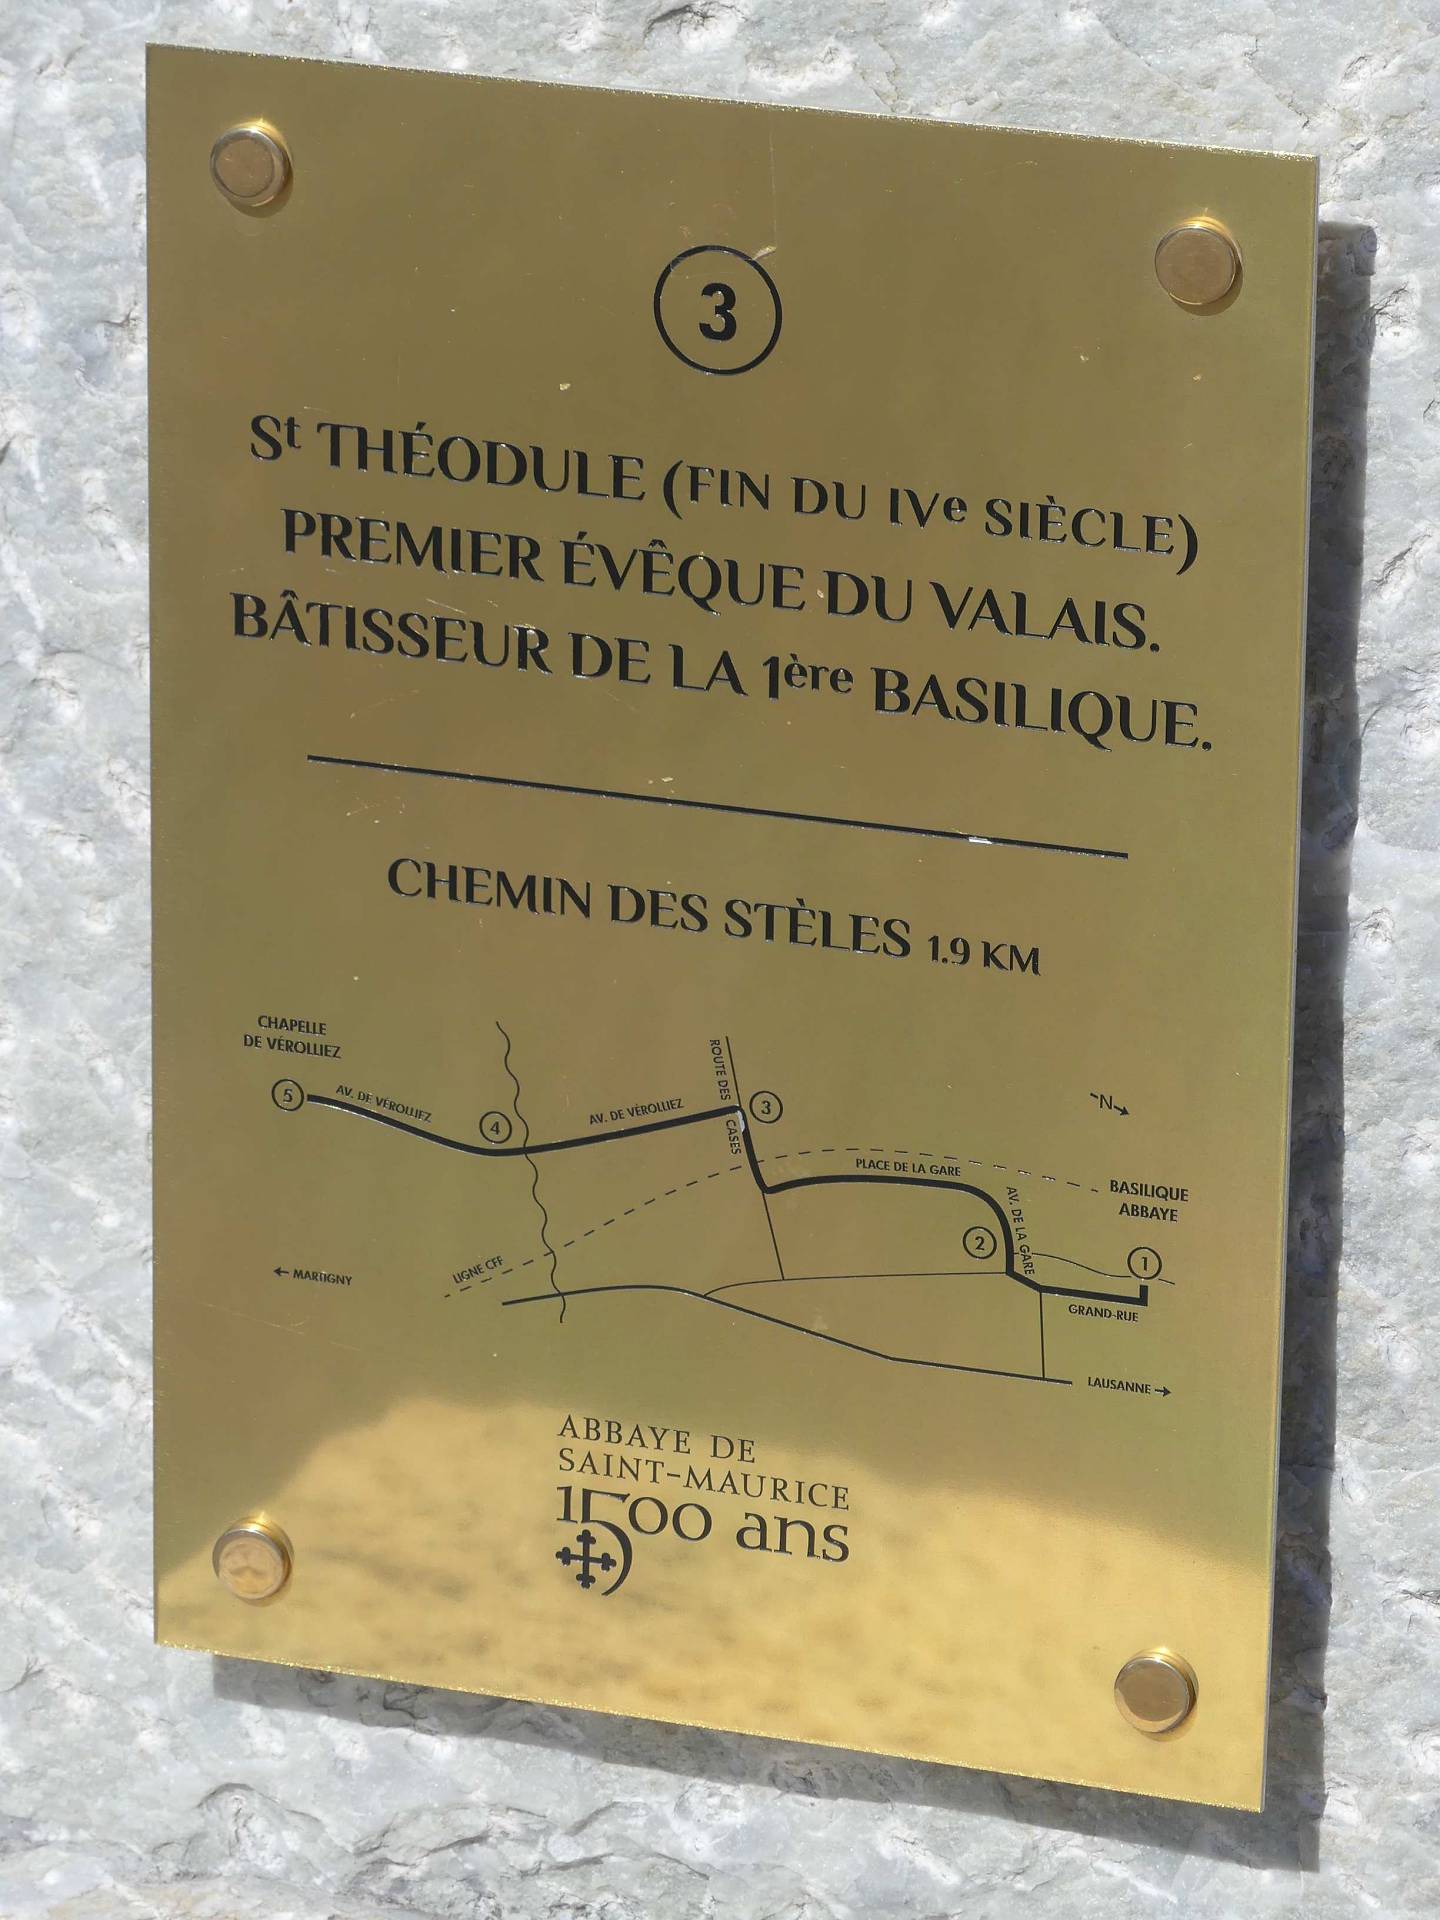 3
St THÉODULE (FIN DU IVe SIÈCLE)
PREMIER ÉVÊQUE DU VALAIS.
BÂTISSEUR DE LA 1ère BASILIQUE.
CHEMIN DES STÈLES 1.9 KM
CHAPELLE
DE VÉROLLIEZ
5
AV. DE VÉROLLIEZ
4
AV. DE VÉROLLIEZ
ROUTE DES CASES
3
N
PLACE DE LA GARE
BASILIQUE
ABBAYE
AV. DE LA GARE
2
1
GRAND-RUE
← MARTIGNY
LIGNE CFF
LAUSANNE →
ABBAYE DE
SAINT-MAURICE
1500 ans